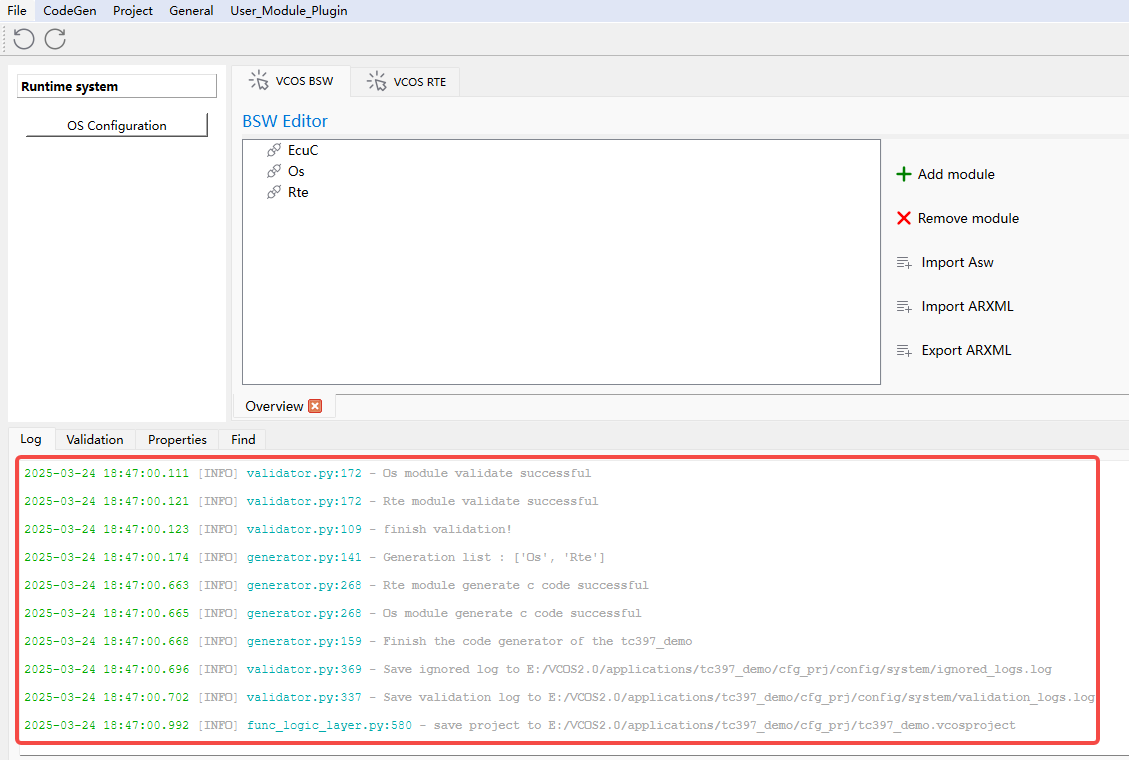 File CodeGen Project General User_Module_Plugin
Runtime system
OS Configuration
VCOS BSW VCOS RTE
BSW Editor
EcuC
Os
Rte
Add module
Remove module
Import Asw
Import ARXML
Export ARXML
Overview
Log Validation Properties Find
2025-03-24 18:47:00.111 [INFO] validator.py:172 - Os module validate successful
2025-03-24 18:47:00.121 [INFO] validator.py:172 - Rte module validate successful
2025-03-24 18:47:00.123 [INFO] validator.py:109 - finish validation!
2025-03-24 18:47:00.174 [INFO] generator.py:141 - Generation list : ['Os', 'Rte']
2025-03-24 18:47:00.663 [INFO] generator.py:268 - Rte module generate c code successful
2025-03-24 18:47:00.665 [INFO] generator.py:268 - Os module generate c code successful
2025-03-24 18:47:00.668 [INFO] generator.py:159 - Finish the code generator of the tc397_demo
2025-03-24 18:47:00.696 [INFO] validator.py:369 - Save ignored log to E:/VCOS2.0/applications/tc397_demo/cfg_prj/config/system/ignored_logs.log
2025-03-24 18:47:00.702 [INFO] validator.py:337 - Save validation log to E:/VCOS2.0/applications/tc397_demo/cfg_prj/config/system/validation_logs.log
2025-03-24 18:47:00.992 [INFO] func_logic_layer.py:580 - save project to E:/VCOS2.0/applications/tc397_demo/cfg_prj/tc397_demo.vcosproject